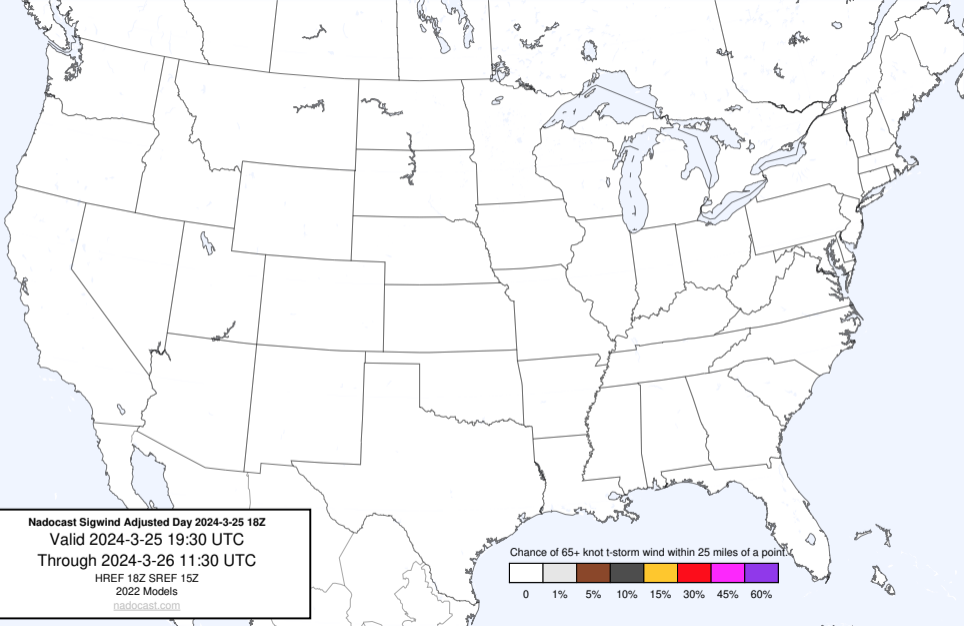 Nadocast Sigwind Adjusted Day 2024-3-25 18Z
Valid 2024-3-25 19:30 UTC
Through 2024-3-26 11:30 UTC
HREF 18Z SREF 15Z
2022 Models
nadocast.com
Chance of 65+ knot t-storm wind within 25 miles of a point.
0 1% 5% 10% 15% 30% 45% 60%